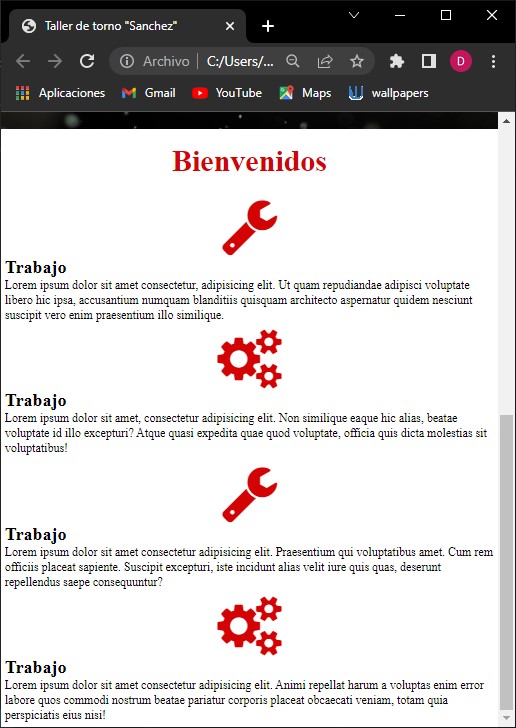 Taller de torno "Sanchez"
Archivo C:/Users/... D
Aplicaciones Gmail YouTube Maps wallpapers
Bienvenidos
Trabajo
Lorem ipsum dolor sit amet consectetur, adipisicing elit. Ut quam repudiandae adipisci voluptate
libero hic ipsa, accusantium numquam blanditiis quisquam architecto aspernatur quidem nesciunt
suscipit vero enim praesentium illo similique.
Trabajo
Lorem ipsum dolor sit amet, consectetur adipisicing elit. Non similique eaque hic alias, beatae
voluptate id illo excepturi? Atque quasi expedita quae quod voluptate, officia quis dicta molestias sit
voluptatibus!
Trabajo
Lorem ipsum dolor sit amet consectetur adipisicing elit. Praesentium qui voluptatibus amet. Cum rem
officiis placeat sapiente. Suscipit excepturi, iste incidunt alias velit iure quis quas, deserunt
repellendus saepe consequuntur?
Trabajo
Lorem ipsum dolor sit amet consectetur adipisicing elit. Animi repellat harum a voluptas enim error
labore quos commodi nostrum beatae pariatur corporis placeat obcaecati veniam, totam quia
perspiciatis eius nisi!